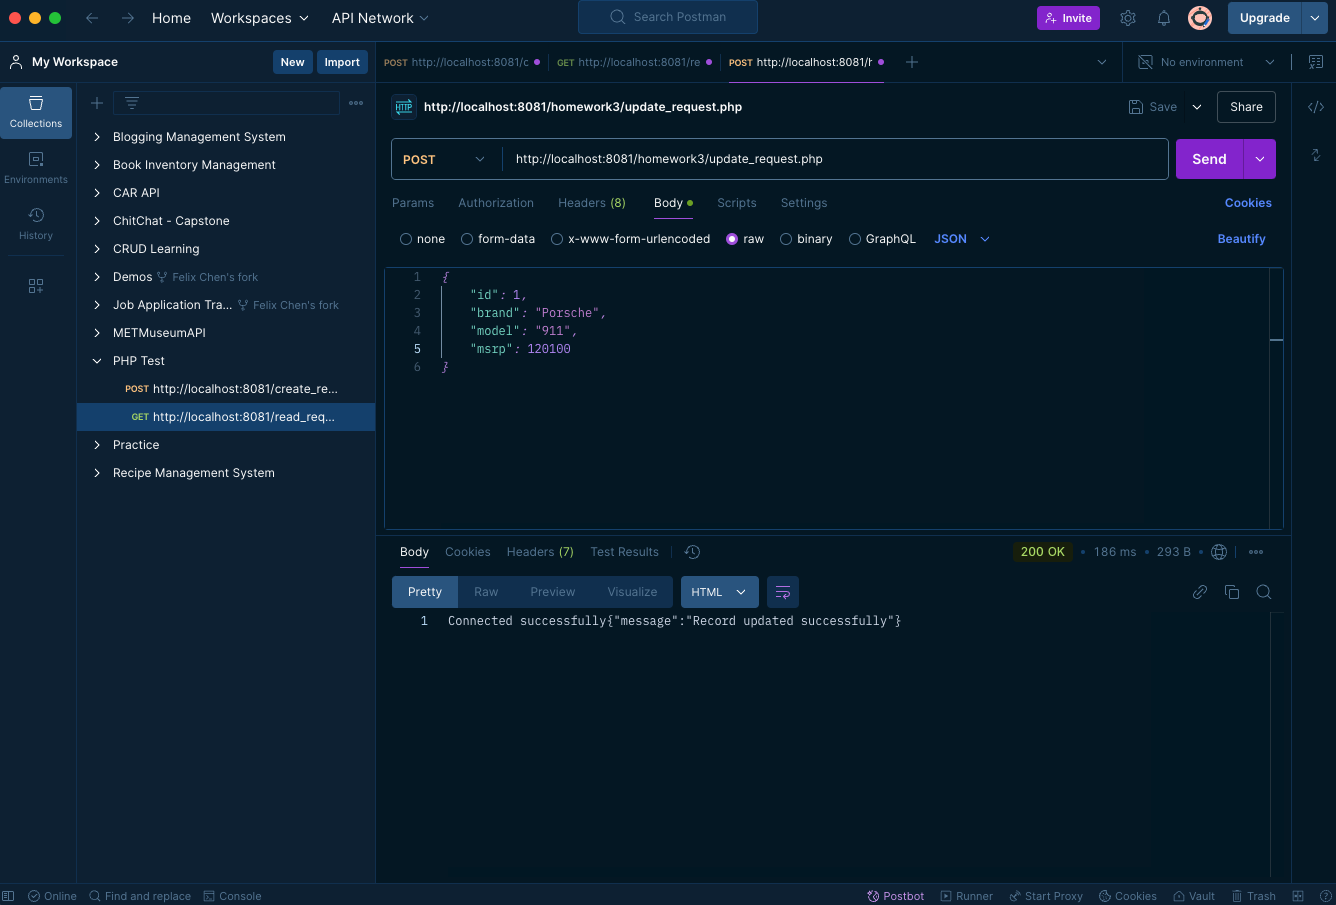 Home Workspaces API Network Search Postman Invite Upgrade
My Workspace New Import
POST http://localhost:8081/c GET http://localhost:8081/re POST http://localhost:8081/h No environment
Collections
Environments
History
Blogging Management System
Book Inventory Management
CAR API
ChitChat - Capstone
CRUD Learning
Demos Felix Chen's fork
Job Application Tra... Felix Chen's fork
METMuseumAPI
PHP Test
POST http://localhost:8081/create_re...
GET http://localhost:8081/read_req...
Practice
Recipe Management System
HTTP http://localhost:8081/homework3/update_request.php Save Share
POST http://localhost:8081/homework3/update_request.php Send
Params Authorization Headers (8) Body Scripts Settings Cookies
none form-data x-www-form-urlencoded raw binary GraphQL JSON Beautify
1 {
2 "id": 1,
3 "brand": "Porsche",
4 "model": "911",
5 "msrp": 120100
6 }
Body Cookies Headers (7) Test Results 200 OK • 186 ms • 293 B •
Pretty Raw Preview Visualize HTML
1 Connected successfully{"message":"Record updated successfully"}
Online Find and replace Console Postbot Runner Start Proxy Cookies Vault Trash